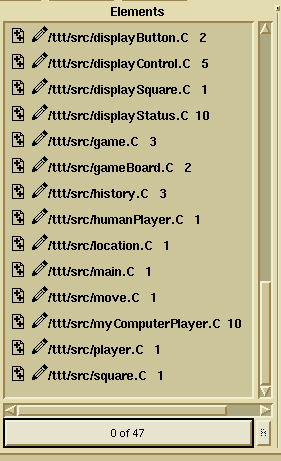 Elements
/ttt/src/displayButton.C 2
/ttt/src/displayControl.C 5
/ttt/src/displaySquare.C 1
/ttt/src/displayStatus.C 10
/ttt/src/game.C 3
/ttt/src/gameBoard.C 2
/ttt/src/history.C 3
/ttt/src/humanPlayer.C 1
/ttt/src/location.C 1
/ttt/src/main.C 1
/ttt/src/move.C 1
/ttt/src/myComputerPlayer.C 10
/ttt/src/player.C 1
/ttt/src/square.C 1
0 of 47